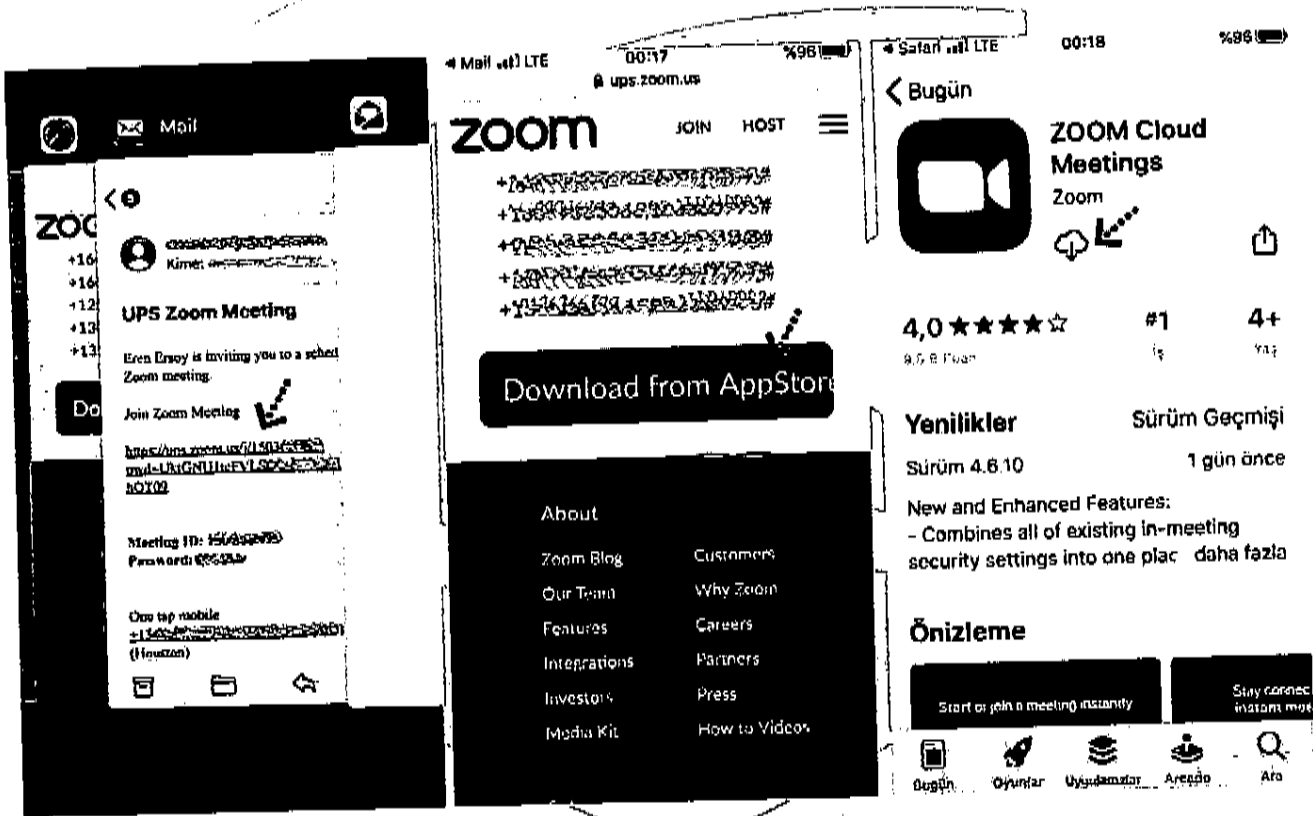 Mail
ZOO
+16
+16
+12
+13
+13
Do
Kime:
UPS Zoom Meeting
Eren Ersoy is inviting you to a sched
Zoom meeting.
Join Zoom Meeting
Meeting ID:
Password:
One tap mobile
(Houston)
Mail LTE 00:17 %96
ups.zoom.us
zoom JOIN HOST
Download from AppStore
About
Zoom Blog Customers
Our Team Why Zoom
Features Careers
Integrations Partners
Investors Press
Media Kit How to Videos
Safari LTE 00:18 %96
Bugün
ZOOM Cloud
Meetings
Zoom
4,0 ★★★★☆ #1 4+
İş Yaş
Yenilikler Sürüm Geçmişi
Sürüm 4.6.10 1 gün önce
New and Enhanced Features:
- Combines all of existing in-meeting
security settings into one plac daha fazla
Önizleme
Start or join a meeting instantly
Stay connec
instant mee
Bugün Oyunlar Uygulamalar Arcade Ara